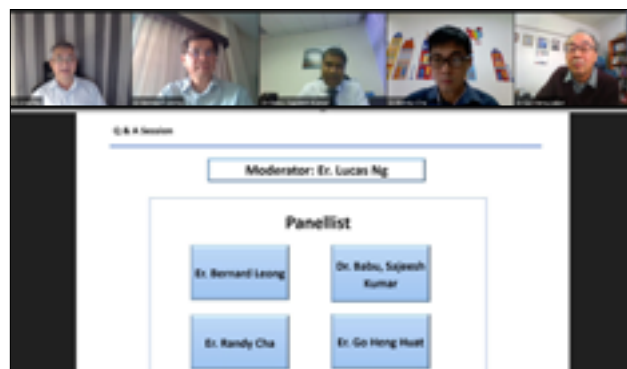 Q & A Session
Moderator: Er. Lucas Ng
Panellist
Er. Bernard Leong
Dr. Babu, Sajeesh
Kumar
Er. Randy Cha
Er. Go Heng Huat